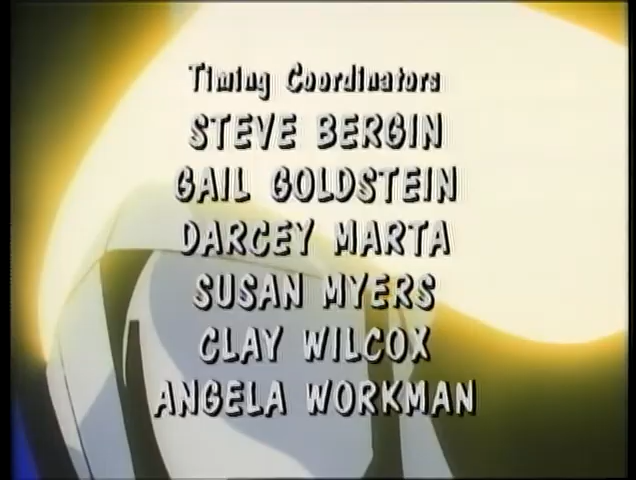 Timing Coordinators
STEVE BERGIN
GAIL GOLDSTEIN
DARCEY MARTA
SUSAN MYERS
CLAY WILCOX
ANGELA WORKMAN